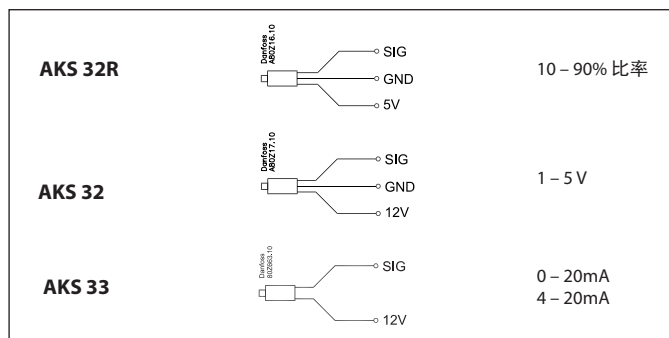 AKS 32R
Danfoss
A80Z16.10
SIG
GND
5V
10 – 90% 比率
AKS 32
Danfoss
A80Z17.10
SIG
GND
12V
1 – 5 V
AKS 33
Danfoss
80Z663.10
SIG
12V
0 – 20mA
4 – 20mA